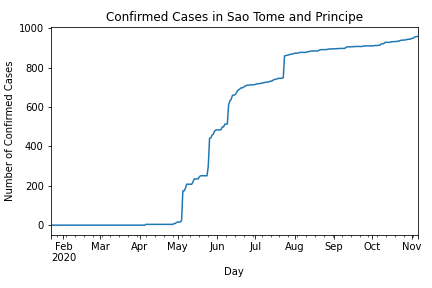 Confirmed Cases in Sao Tome and Principe
Number of Confirmed Cases
1000
800
600
400
200
0
Feb Mar Apr May Jun Jul Aug Sep Oct Nov
2020
Day